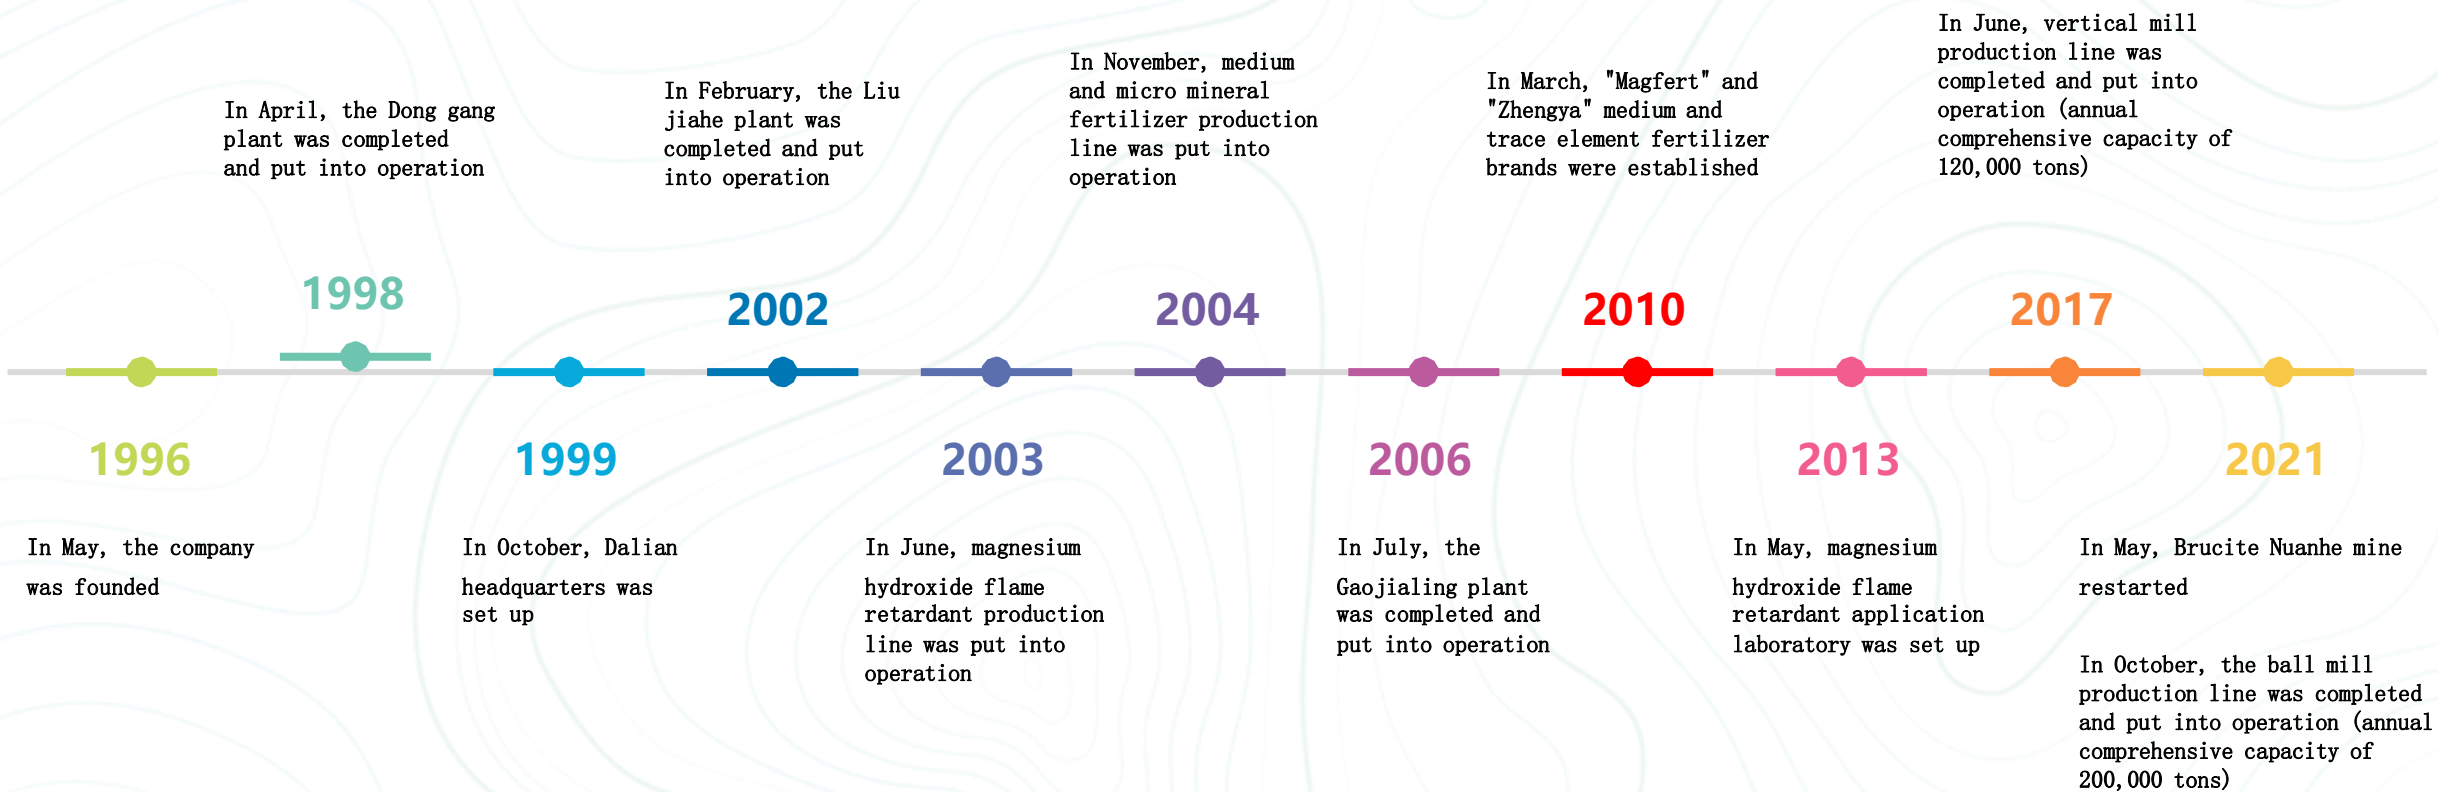 1996
In May, the company
was founded
In April, the Dong gang
plant was completed
and put into operation
1998
1999
In October, Dalian
headquarters was
set up
In February, the Liu
jiahe plant was
completed and put
into operation
2002
2003
In June, magnesium
hydroxide flame
retardant production
line was put into
operation
In November, medium
and micro mineral
fertilizer production
line was put into
operation
2004
2006
In July, the
Gaojialing plant
was completed and
put into operation
In March, "Magfert" and
"Zhengya" medium and
trace element fertilizer
brands were established
2010
2013
In May, magnesium
hydroxide flame
retardant application
laboratory was set up
In June, vertical mill
production line was
completed and put into
operation (annual
comprehensive capacity of
120,000 tons)
2017
2021
In May, Brucite Nuanhe mine
restarted
In October, the ball mill
production line was completed
and put into operation (annual
comprehensive capacity of
200,000 tons)